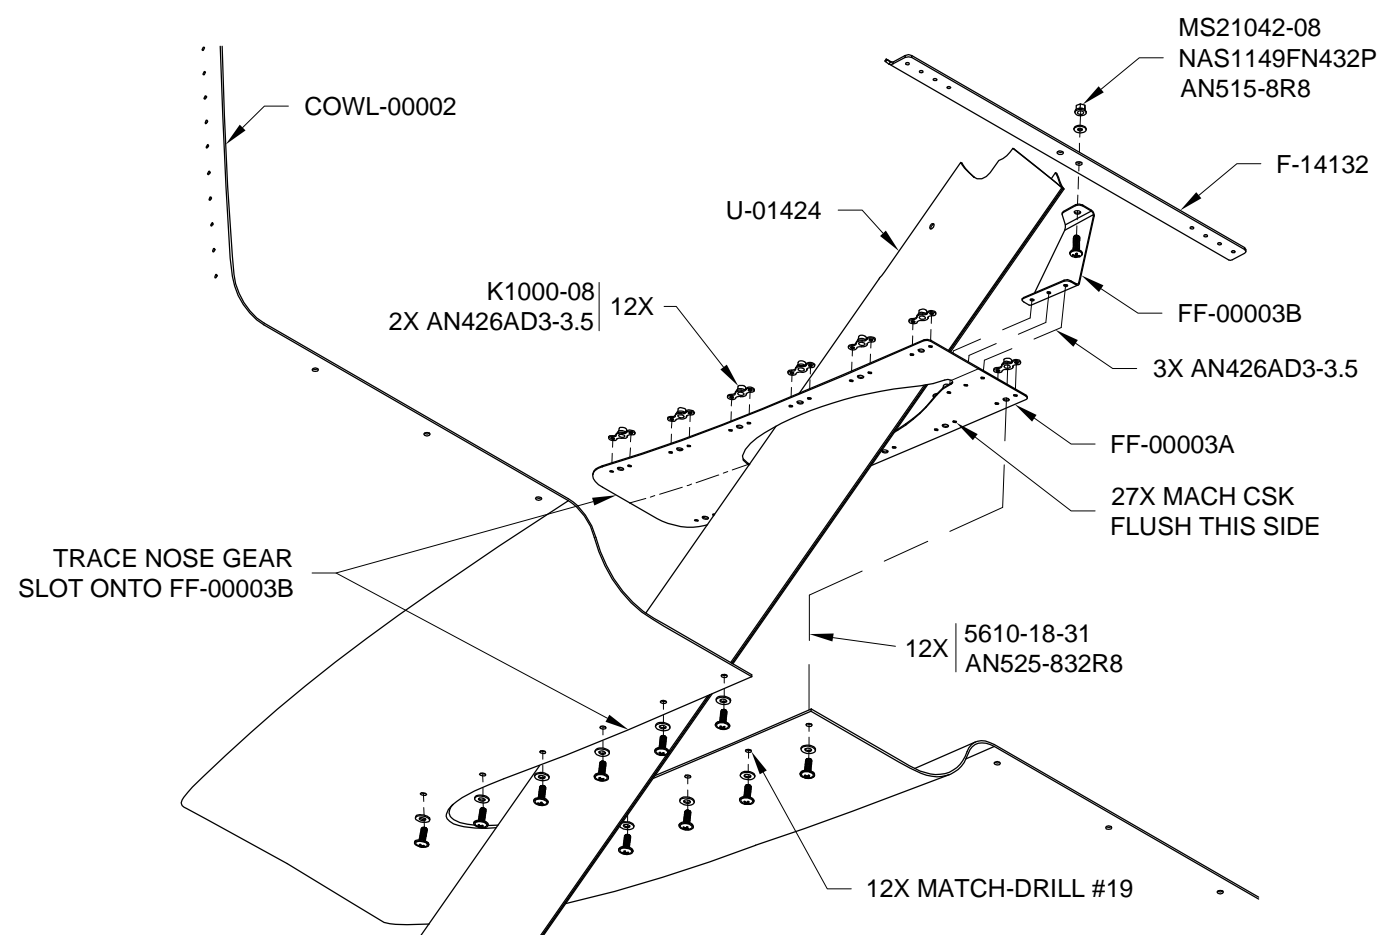 MS21042-08
NAS1149FN432P
AN515-8R8
COWL-00002
F-14132
U-01424
K1000-08
2X AN426AD3-3.5
12X
FF-00003B
3X AN426AD3-3.5
FF-00003A
27X MACH CSK
FLUSH THIS SIDE
TRACE NOSE GEAR
SLOT ONTO FF-00003B
12X
5610-18-31
AN525-832R8
12X MATCH-DRILL #19